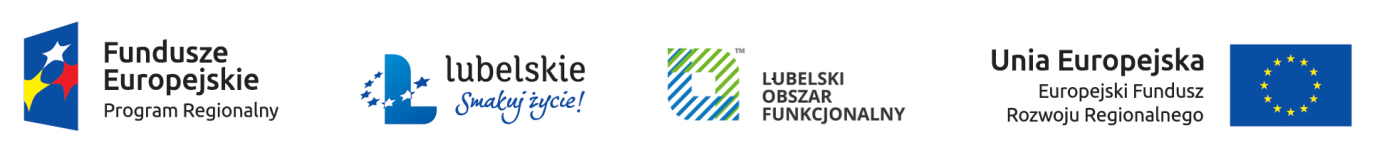 Fundusze
Europejskie
Program Regionalny
lubelskie
Smakuj życie!
™
LUBELSKI
OBSZAR
FUNKCJONALNY
Unia Europejska
Europejski Fundusz
Rozwoju Regionalnego